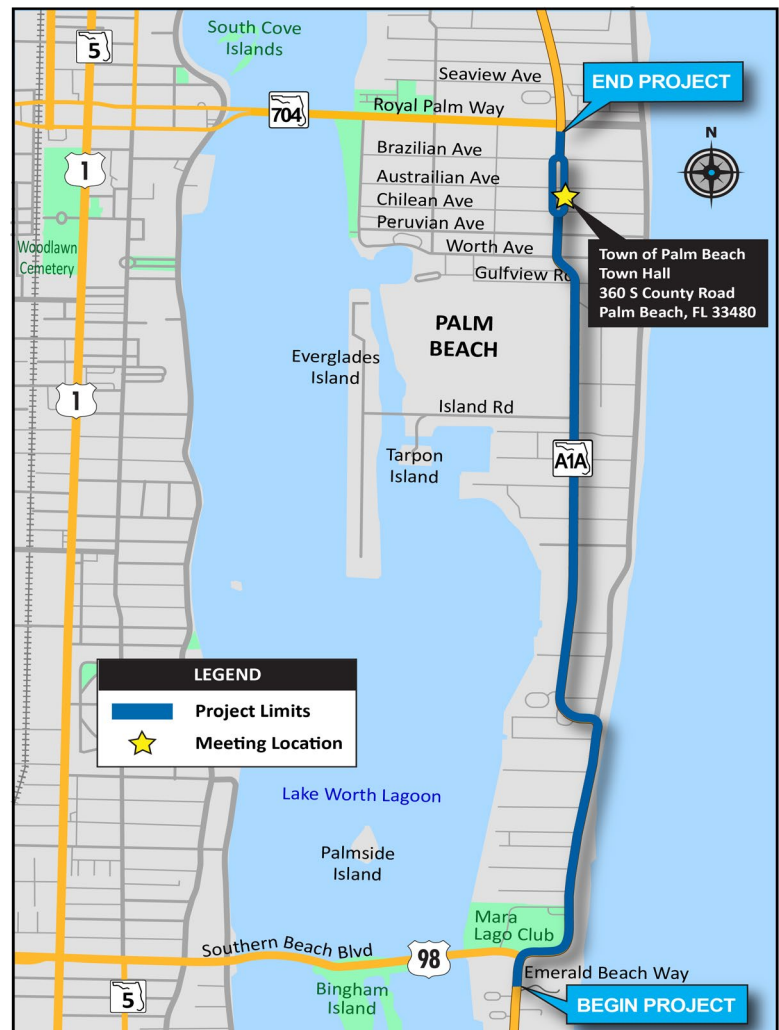 South Cove
Islands
5
Seaview Ave
END PROJECT
Royal Palm Way
704
N
Brazilian Ave
1
Austrailian Ave
Chilean Ave
Peruvian Ave
Woodlawn
Cemetery
Worth Ave
Gulfview Rd
Town of Palm Beach
Town Hall
360 S County Road
Palm Beach, FL 33480
PALM
BEACH
Everglades
Island
1
Island Rd
A1A
Tarpon
Island
LEGEND
Project Limits
Meeting Location
Lake Worth Lagoon
Palmside
Island
Mara
Lago Club
Southern Beach Blvd
98
Emerald Beach Way
5
Bingham
Island
BEGIN PROJECT